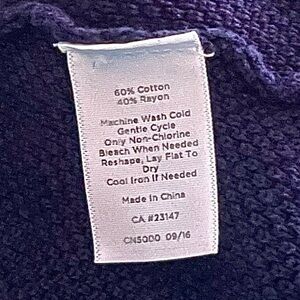 60% Cotton
40% Rayon
Machine Wash Cold
Gentle Cycle
Only Non-Chlorine
Bleach When Needed
Reshape, Lay Flat To
Dry
Cool Iron If Needed
Made in China
CA #23147
CN5000 09/16